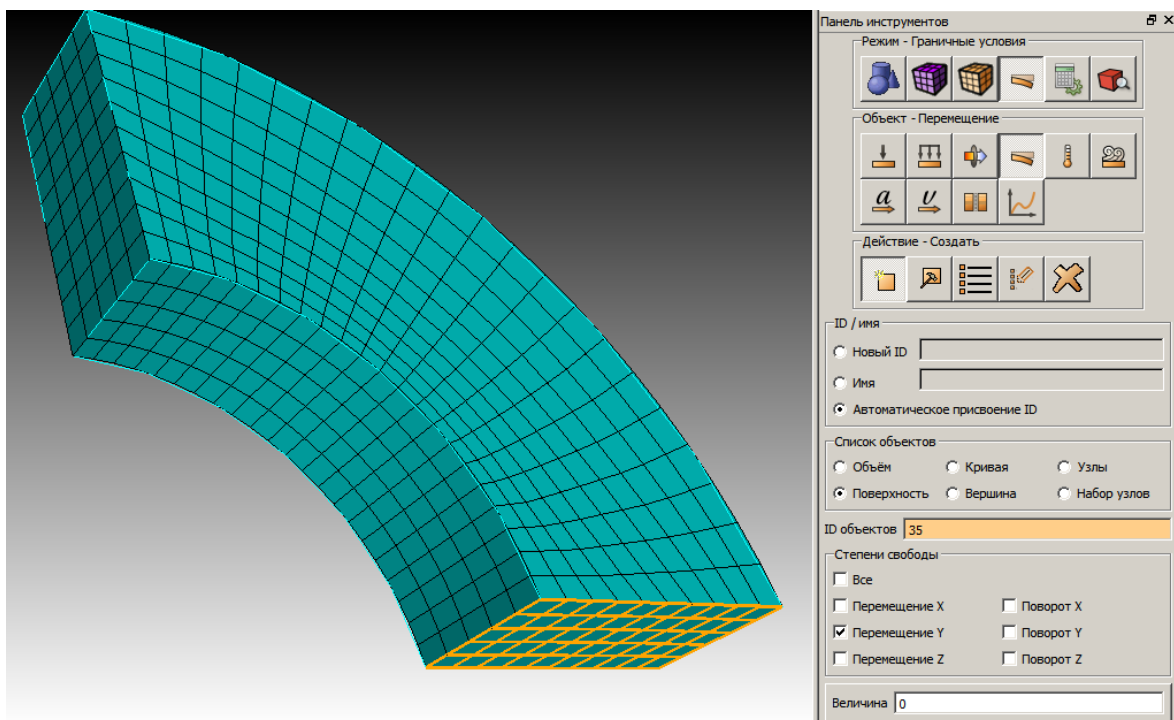 Панель инструментов
Режим - Граничные условия
Объект - Перемещение
a v
Действие - Создать
ID / имя
Новый ID
Имя
Автоматическое присвоение ID
Список объектов
Объём Кривая Узлы
Поверхность Вершина Набор узлов
ID объектов 35
Степени свободы
Все
Перемещение X Поворот X
Перемещение Y Поворот Y
Перемещение Z Поворот Z
Величина 0